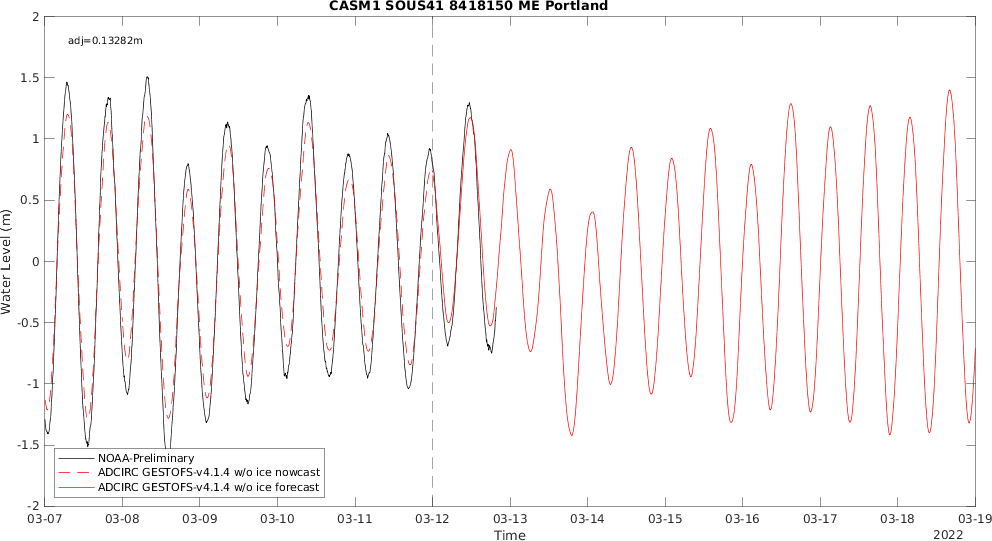 CASM1 SOUS41 8418150 ME Portland
adj=0.13282m
Water Level (m)
2
1.5
1
0.5
0
-0.5
-1
-1.5
-2
NOAA-Preliminary
ADCIRC GESTOFS-v4.1.4 w/o ice nowcast
ADCIRC GESTOFS-v4.1.4 w/o ice forecast
03-07 03-08 03-09 03-10 03-11 03-12 03-13 03-14 03-15 03-16 03-17 03-18 03-19
Time
2022